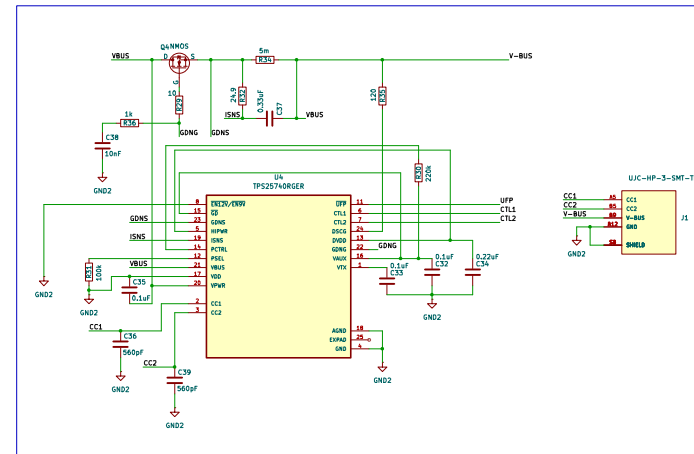 Q4 NMOS
VBUS
D
S
G
5m
R34
V-BUS
10
R29
24.9
R32
0.33uF
C37
ISNS
VBUS
120
R35
1k
R36
C38
10nF
GND2
GDNG
GDNS
R30
220k
U4
TPS25740RGER
UJC-HP-3-SMT-T
8 EN12V/EN9V
15 GD
GDNS 23 GDNS
5 HIPWR
ISNS 19 ISNS
14 PCTRL
12 PSEL
VBUS 21 VBUS
17 VDD
20 VPWR
2 CC1
3 CC2
UFP 11 UFP
CTL1 6 CTL1
CTL2 7 CTL2
DSCG 24
DVDD 13
GDNG 22 GDNG
VAUX 16
VTX 1
AGND 18
EXPAD 25
GND 4
R31
100k
GND2
GND2
C35
0.1uF
CC1
C36
560pF
GND2
CC2
C39
560pF
GND2
0.1uF
C33
0.1uF
C32
0.22uF
C34
GND2
GND2
CC1 A5 CC1
CC2 B5 CC2
V-BUS V-BUS
GND
SHIELD
J1
GND2